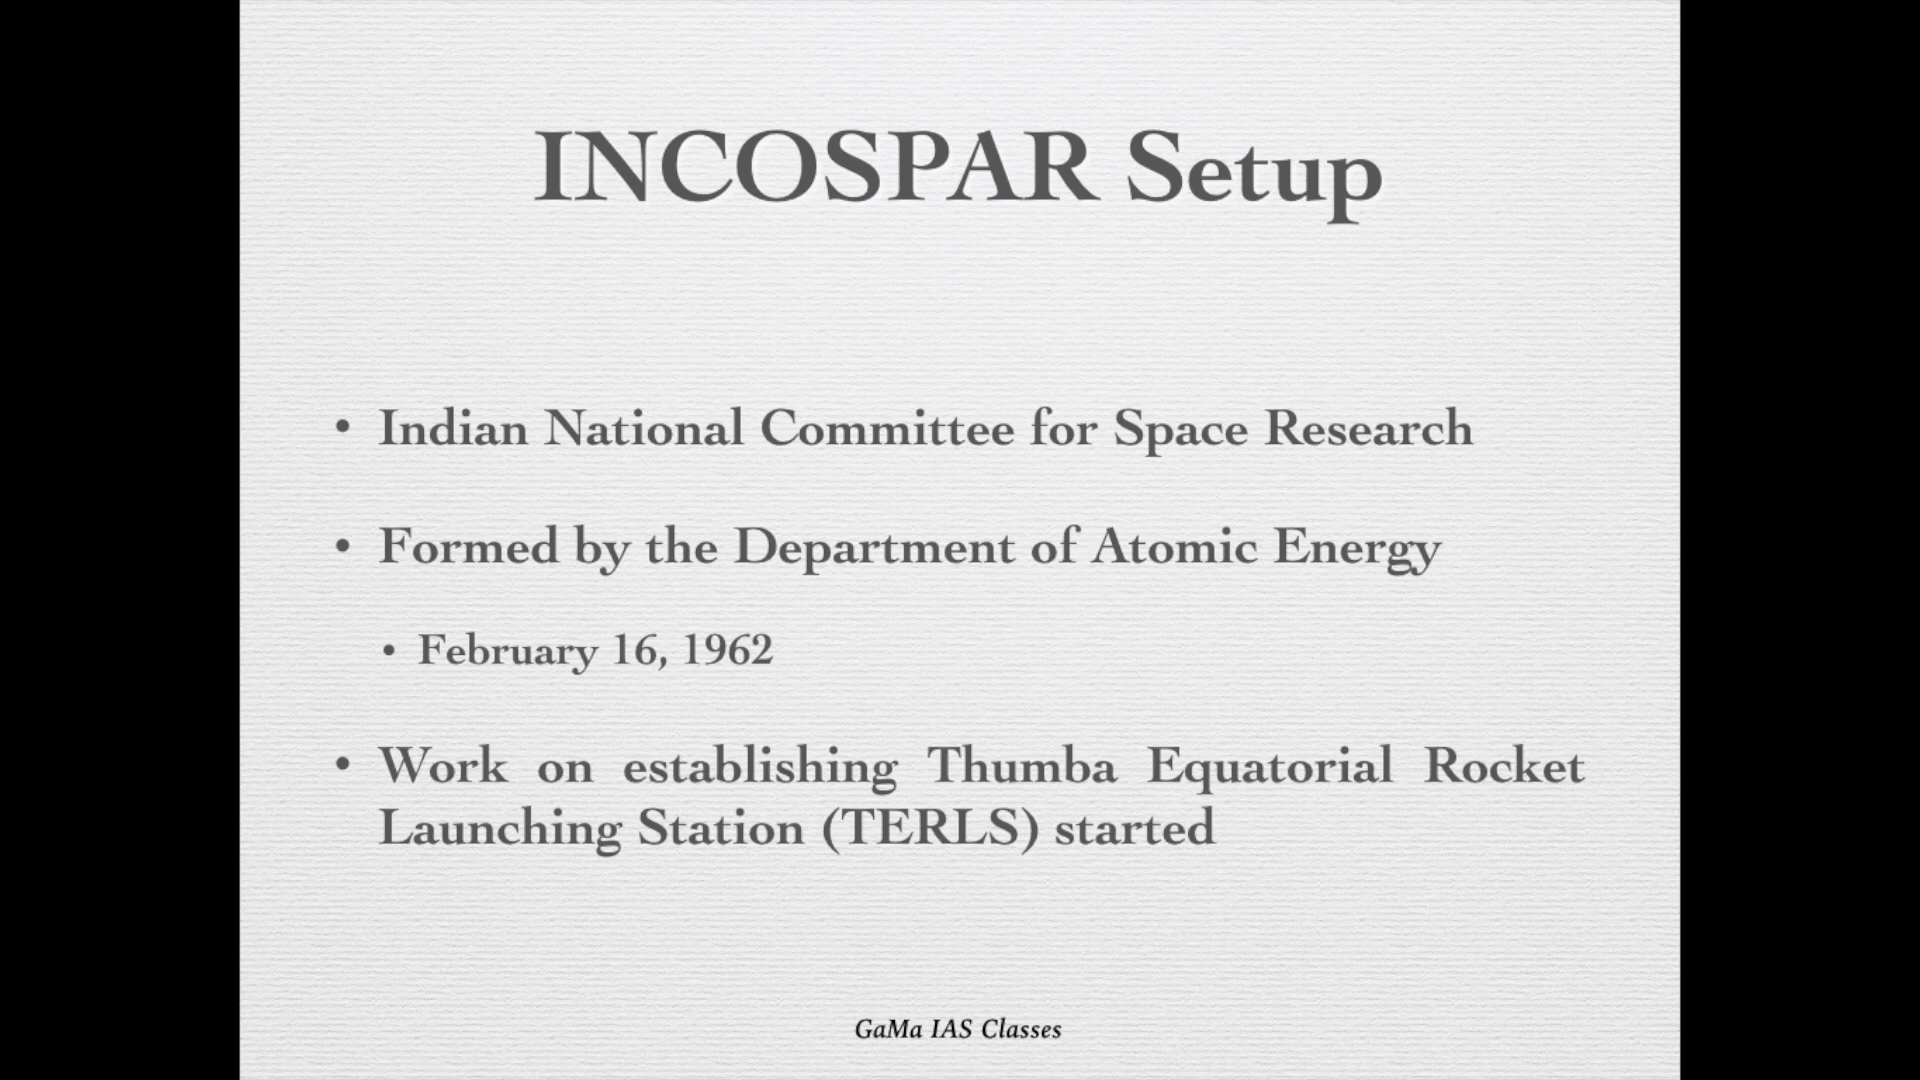 INCOSPAR Setup
• Indian National Committee for Space Research
• Formed by the Department of Atomic Energy
• February 16, 1962
• Work on establishing Thumba Equatorial Rocket
Launching Station (TERLS) started
GaMa IAS Classes